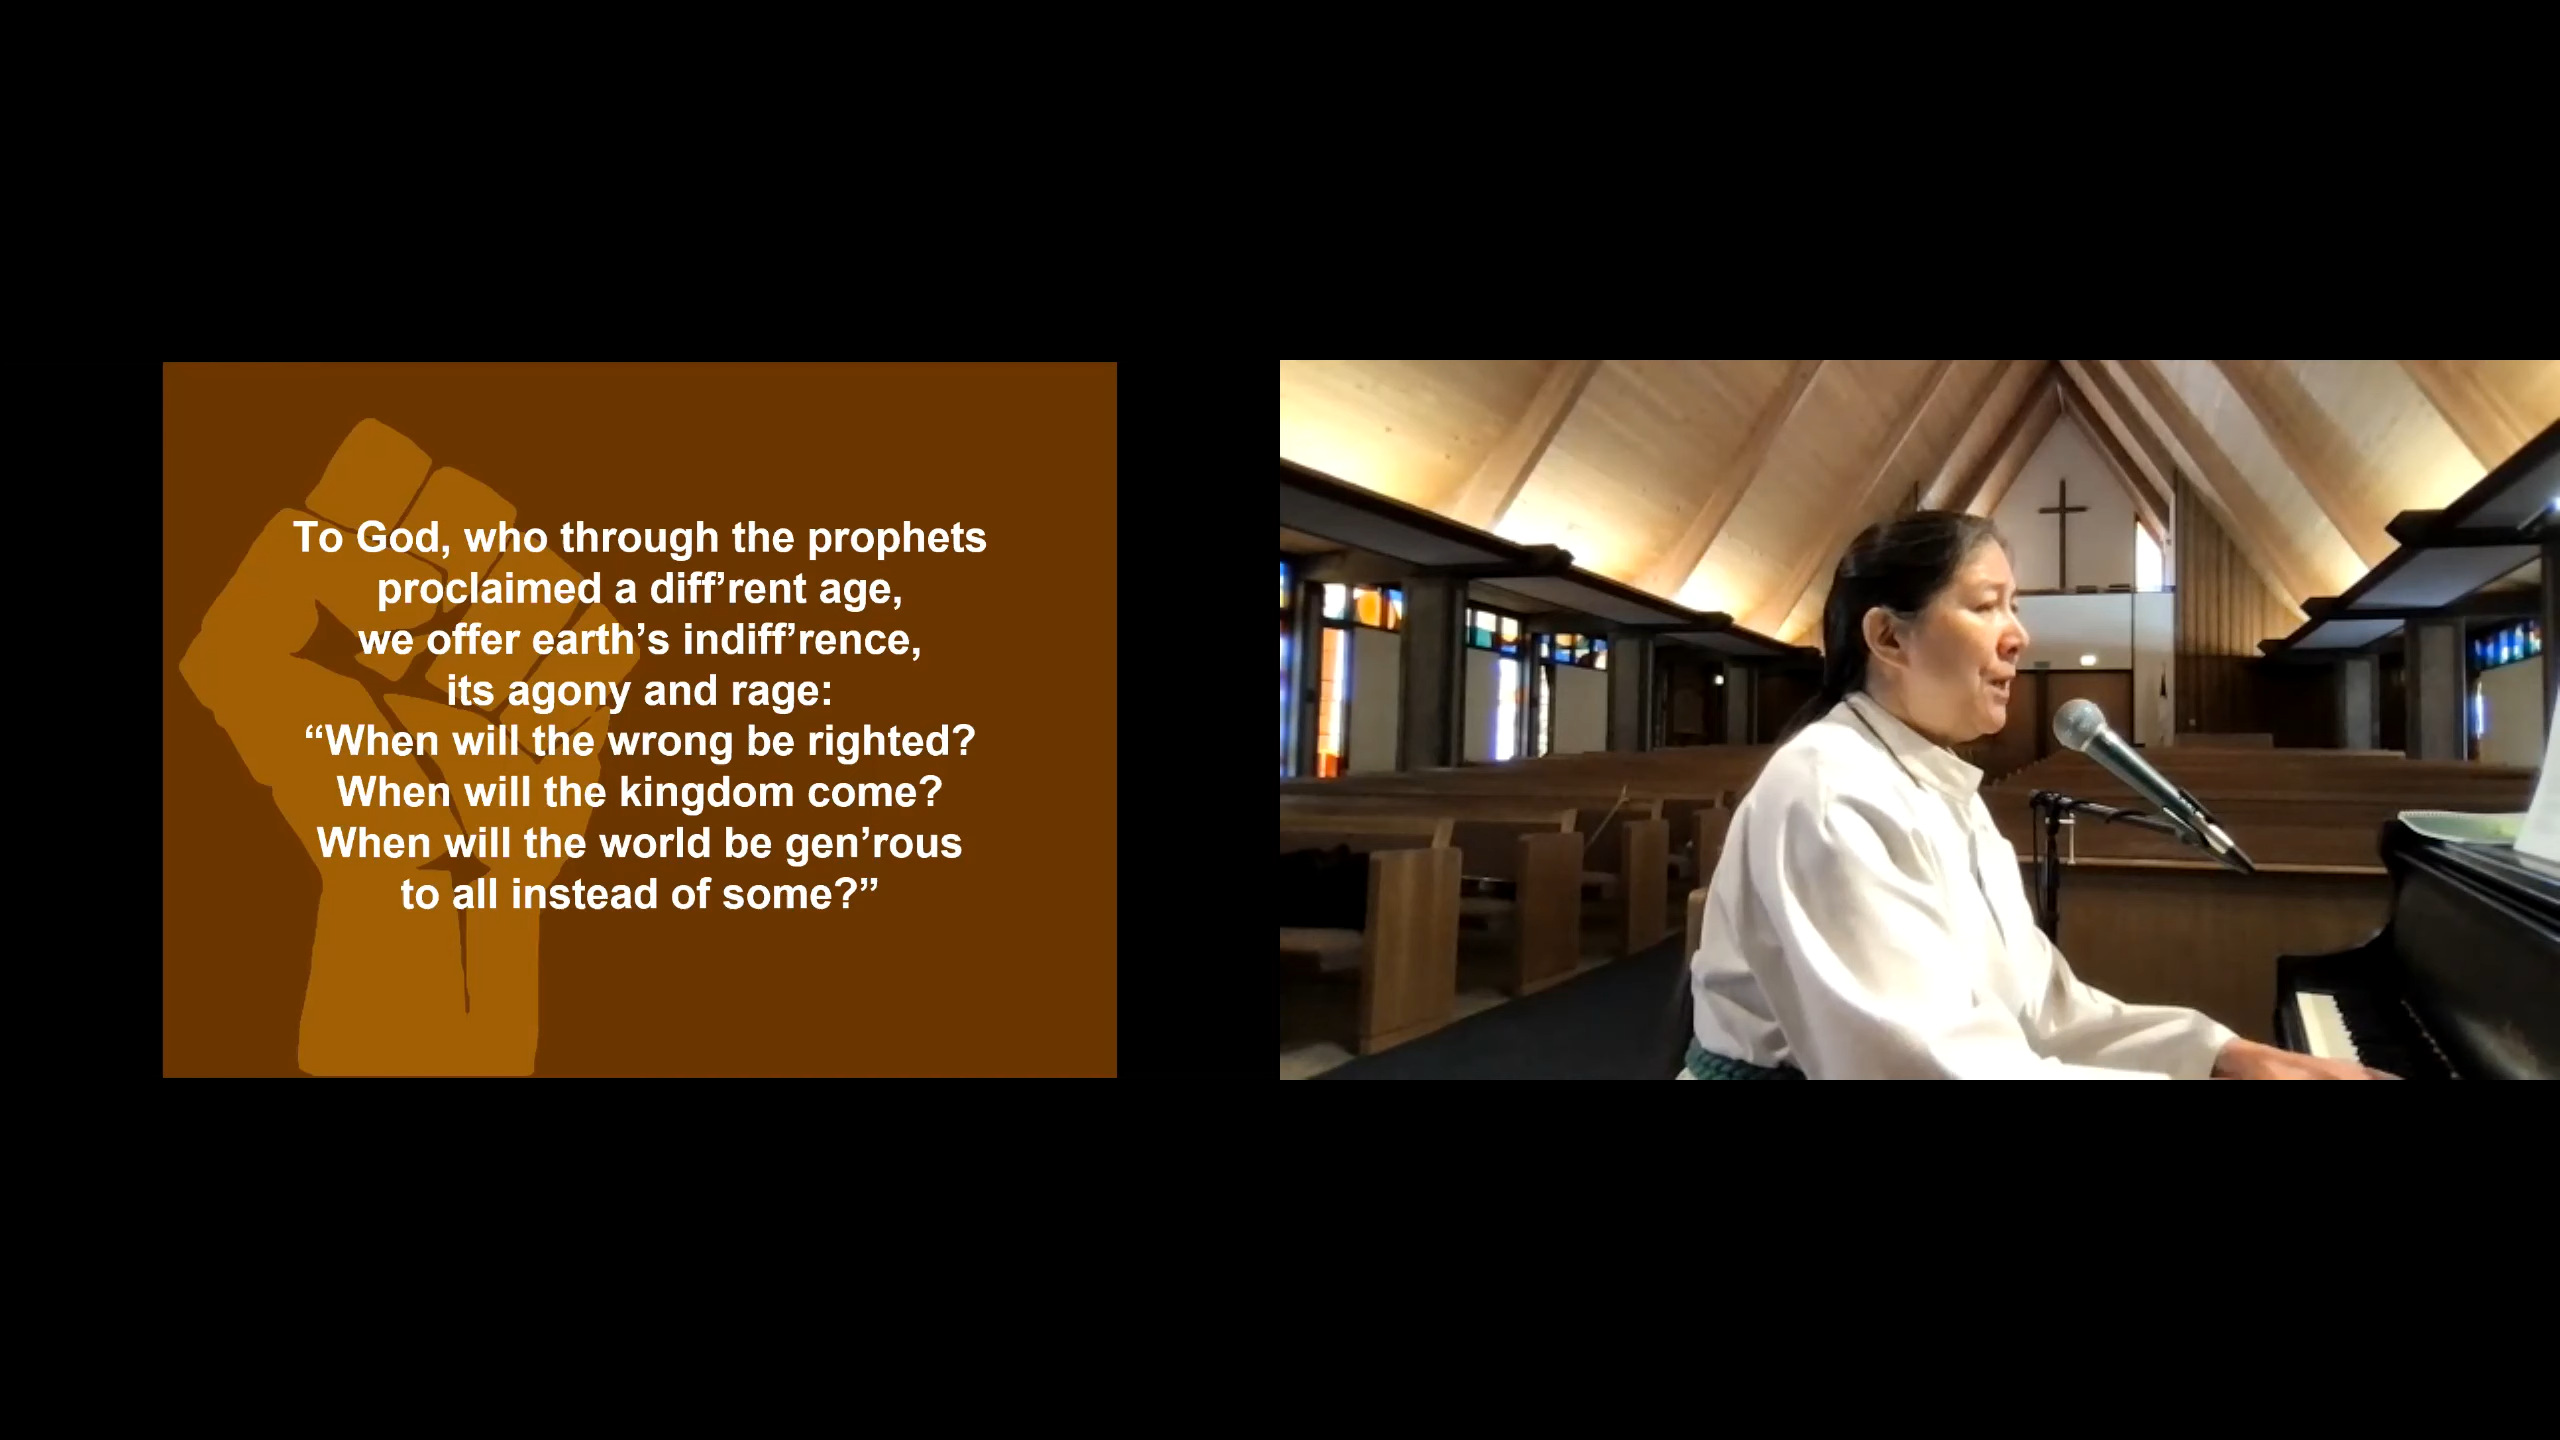 To God, who through the prophets
proclaimed a diff’rent age,
we offer earth’s indiff’rence,
its agony and rage:
“When will the wrong be righted?
When will the kingdom come?
When will the world be gen’rous
to all instead of some?”